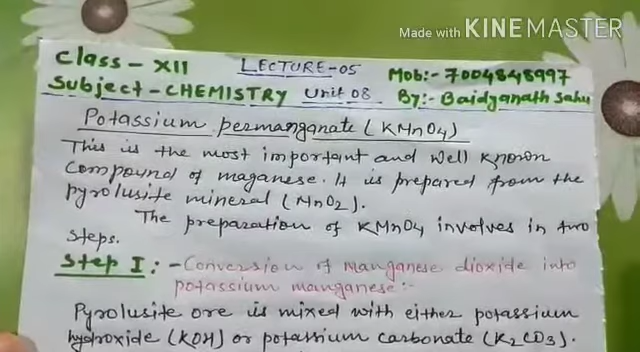 Made with KINEMASTER
Class - XII LECTURE-05 Mob:- 7004848997
Subject - CHEMISTRY Unit 08 By:- Baidyanath Sahu
Potassium permanganate (KMnO4)
This is the most important and well known
compound of maganese. It is prepared from the
pyrolusite mineral (MnO2).
The preparation of KMnO4 involves in two
steps.
Step I :- Conversion of manganese dioxide into
potassium manganese :-
Pyrolusite ore is mixed with either potassium
hydroxide (KOH) or potassium carbonate (K2CO3).